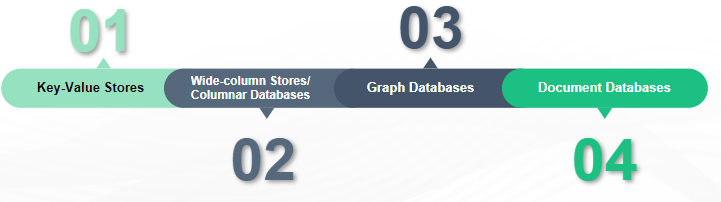 01
Key-Value Stores
02
Wide-column Stores/
Columnar Databases
03
Graph Databases
04
Document Databases